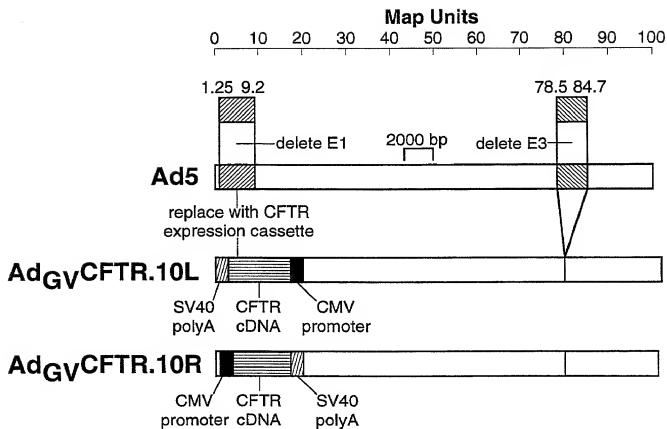 Map Units
0 10 20 30 40 50 60 70 80 90 100
1.25 9.2 78.5 84.7
delete E1 2000 bp delete E3
Ad5
replace with CFTR
expression cassette
AdGVCFTR.10L
SV40 CFTR CMV
polyA cDNA promoter
AdGVCFTR.10R
CMV CFTR SV40
promoter cDNA polyA